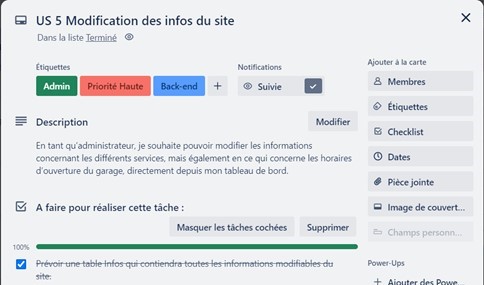 US 5 Modification des infos du site
Dans la liste Terminé
Étiquettes
Admin
Priorité Haute
Back-end
+
Notifications
Suivie
Description
Modifier
En tant qu'administrateur, je souhaite pouvoir modifier les informations
concernant les différents services, mais également en ce qui concerne les horaires
d'ouverture du garage, directement depuis mon tableau de bord.
A faire pour réaliser cette tâche :
Masquer les tâches cochées
Supprimer
100%
Prévoir une table Infos qui contiendra toutes les informations modifiables du
site.
Ajouter à la carte
Membres
Étiquettes
Checklist
Dates
Pièce jointe
Image de couvert...
Champs personn...
Power-Ups
+ Ajouter des Powe...